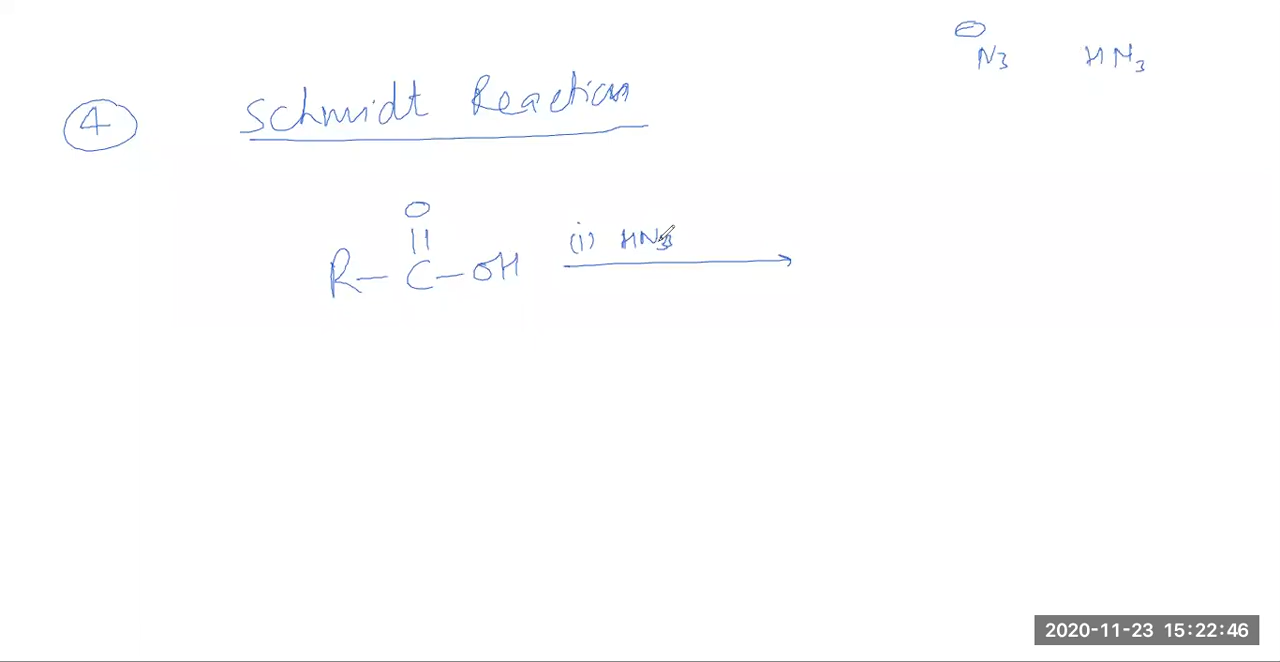 ⊖
N3 HN3
4 Schmidt Reaction
O
||
R-C-OH (i) HN3
2020-11-23 15:22:46